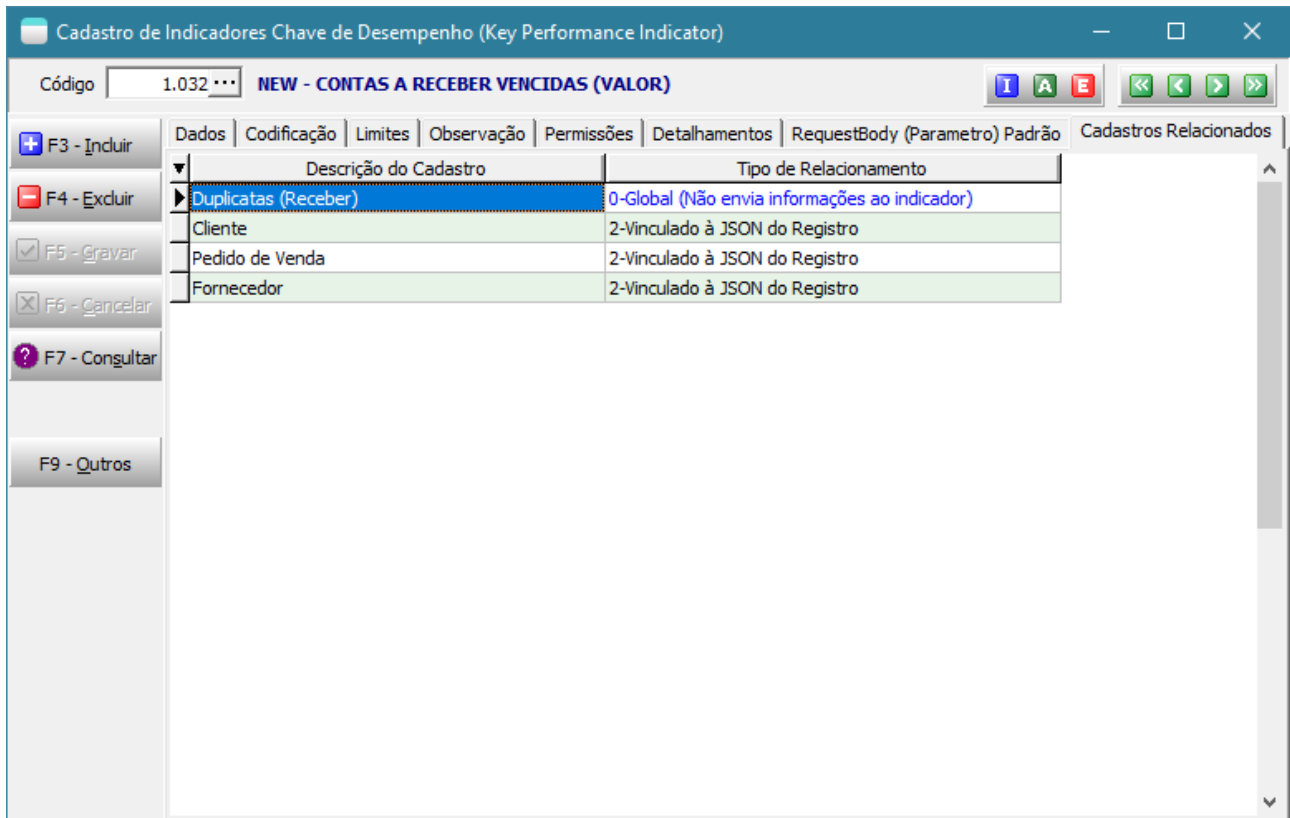 Cadastro de Indicadores Chave de Desempenho (Key Performance Indicator)
Código 1.032 ... NEW - CONTAS A RECEBER VENCIDAS (VALOR) I A E
F3 - Incluir
F4 - Excluir
F5 - Gravar
F6 - Cancelar
F7 - Consultar
F9 - Outros
Dados Codificação Limites Observação Permissões Detalhamentos RequestBody (Parametro) Padrão Cadastros Relacionados
Descrição do Cadastro Tipo de Relacionamento
Duplicatas (Receber) 0-Global (Não envia informações ao indicador)
Cliente 2-Vinculado à JSON do Registro
Pedido de Venda 2-Vinculado à JSON do Registro
Fornecedor 2-Vinculado à JSON do Registro